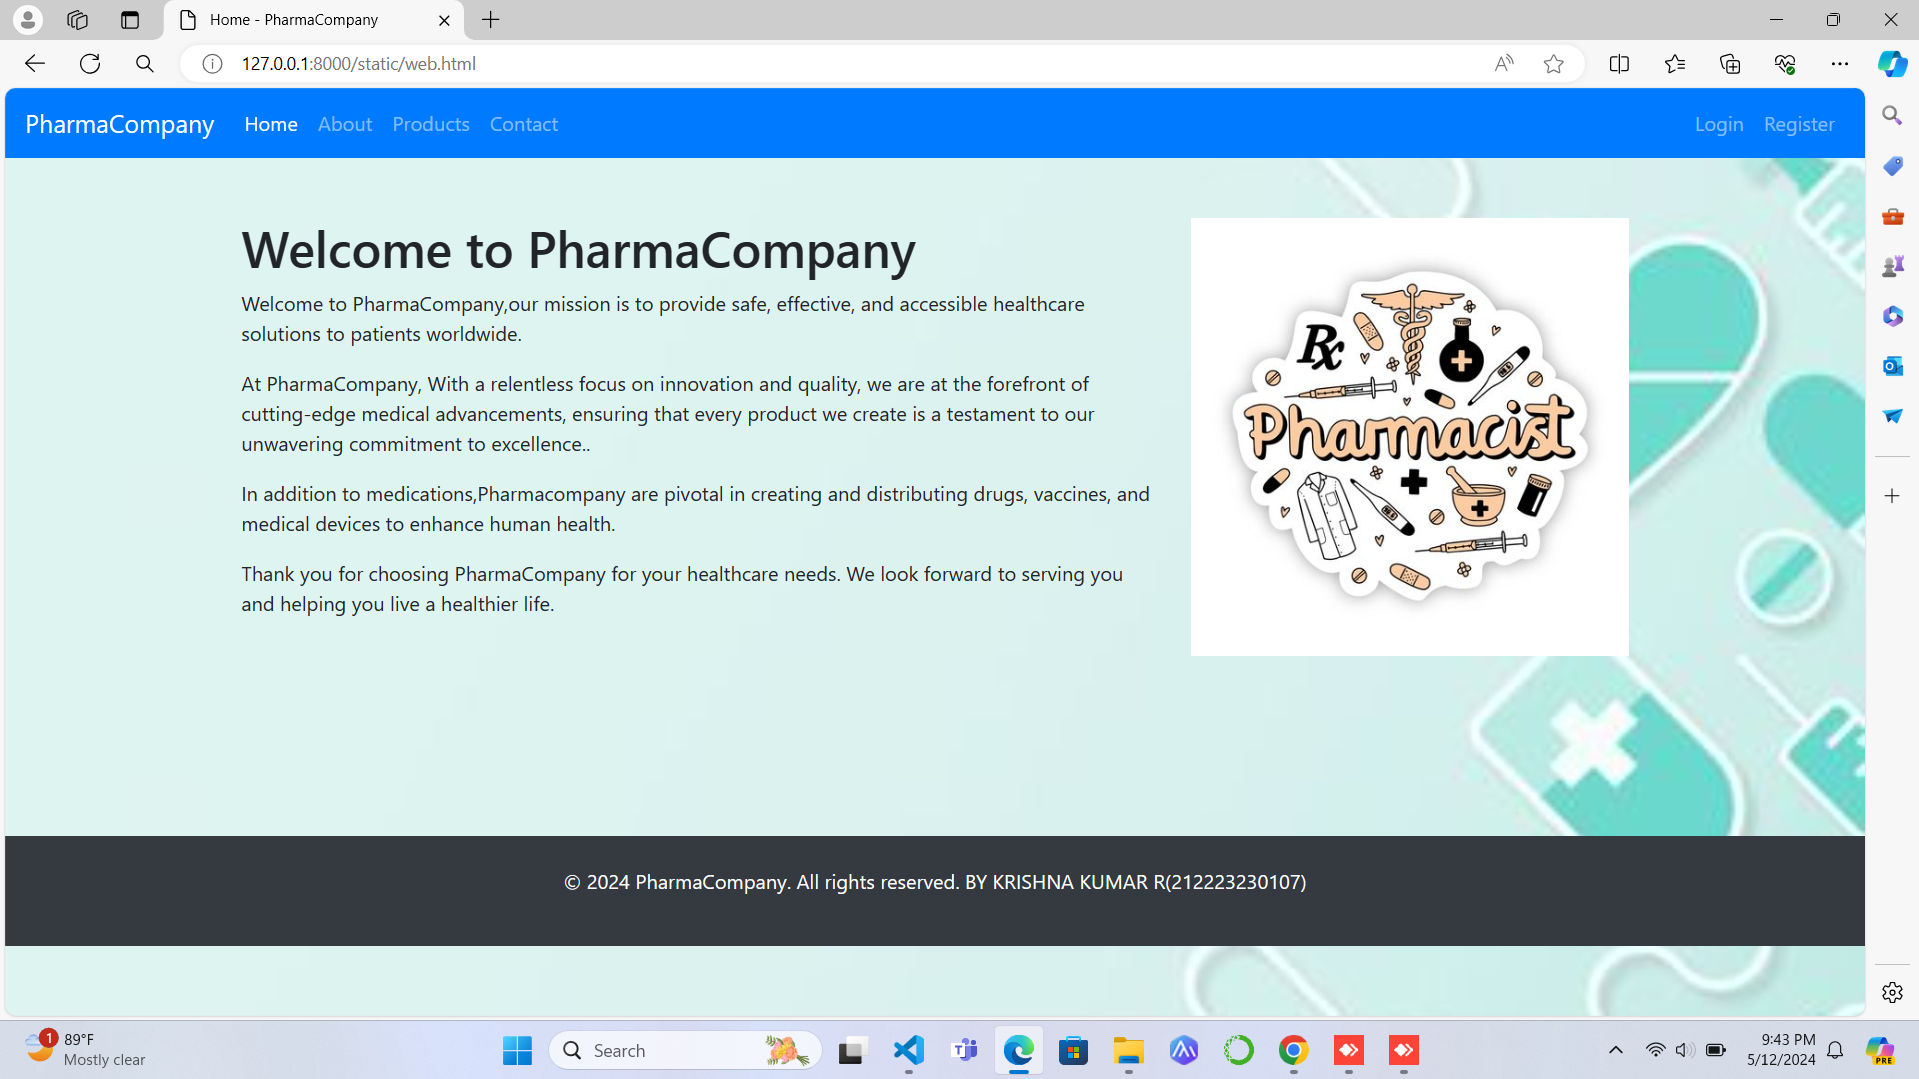 Home - PharmaCompany
127.0.0.1:8000/static/web.html
PharmaCompany Home About Products Contact Login Register
Welcome to PharmaCompany
Welcome to PharmaCompany,our mission is to provide safe, effective, and accessible healthcare
solutions to patients worldwide.
At PharmaCompany, With a relentless focus on innovation and quality, we are at the forefront of
cutting-edge medical advancements, ensuring that every product we create is a testament to our
unwavering commitment to excellence..
In addition to medications,Pharmacompany are pivotal in creating and distributing drugs, vaccines, and
medical devices to enhance human health.
Thank you for choosing PharmaCompany for your healthcare needs. We look forward to serving you
and helping you live a healthier life.
Rx
Pharmacist
© 2024 PharmaCompany. All rights reserved. BY KRISHNA KUMAR R(212223230107)
1
89°F
Mostly clear
Search
9:43 PM
5/12/2024
PRE